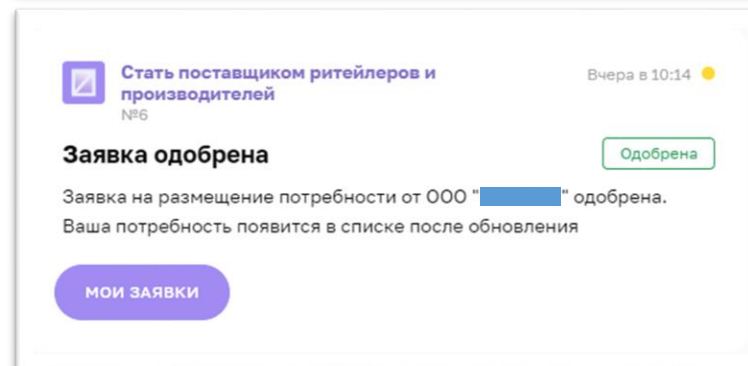 Стать поставщиком ритейлеров и
производителей
Вчера в 10:14
№6
Заявка одобрена
Одобрена
Заявка на размещение потребности от ООО " " одобрена.
Ваша потребность появится в списке после обновления
МОИ ЗАЯВКИ